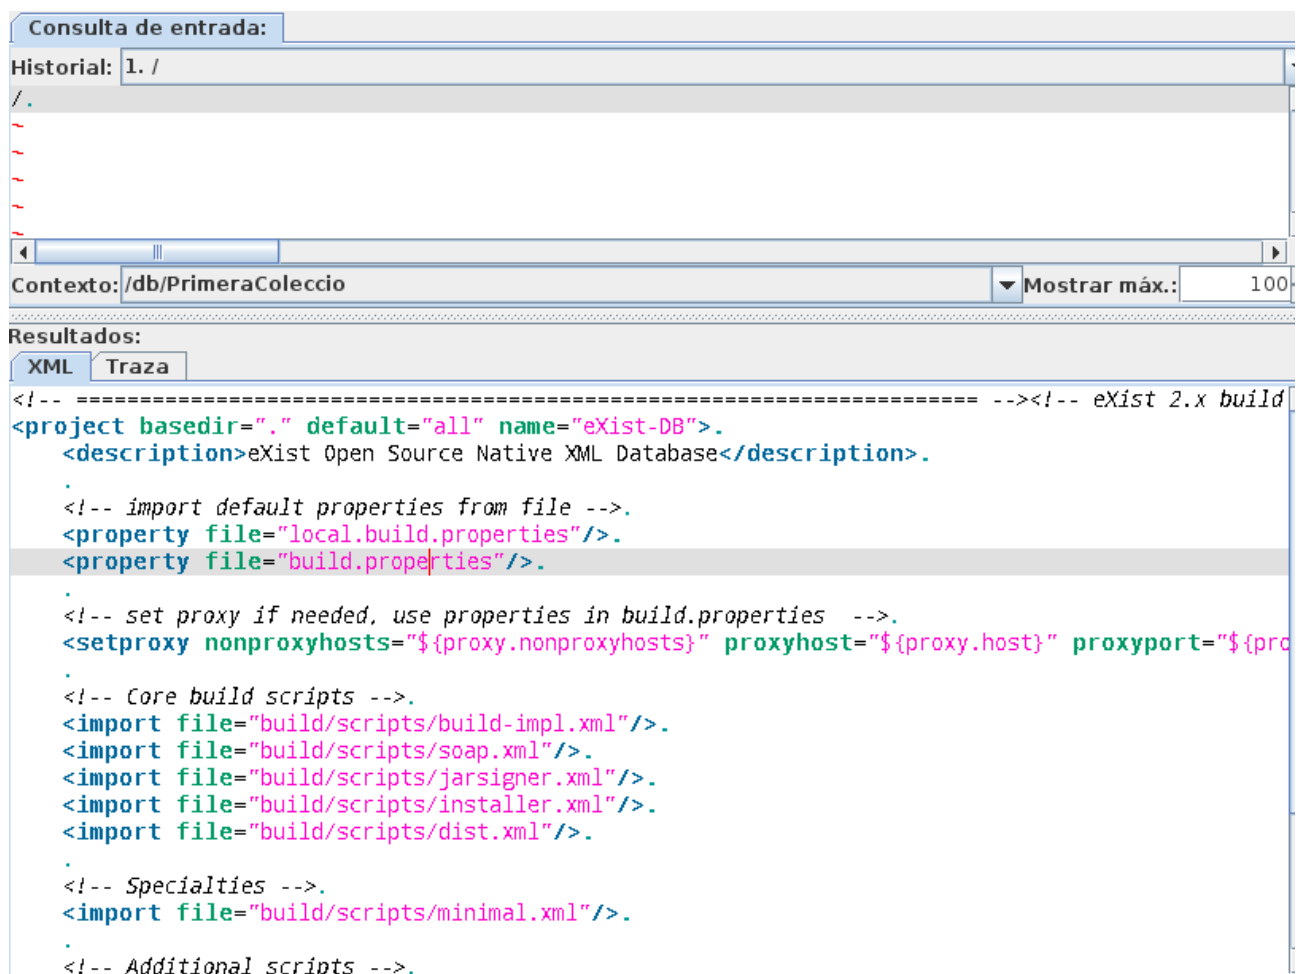 Consulta de entrada:
Historial: 1. /
/.
~
~
~
~
~
Contexto: /db/PrimeraColeccio Mostrar máx.: 100
Resultados:
XML Traza
<!-- ======================================================================= --><!-- eXist 2.x build
<project basedir="." default="all" name="eXist-DB">.
<description>eXist Open Source Native XML Database</description>.
.
<!-- import default properties from file -->.
<property file="local.build.properties"/>.
<property file="build.properties"/>.
.
<!-- set proxy if needed, use properties in build.properties  -->.
<setproxy nonproxyhosts="${proxy.nonproxyhosts}" proxyhost="${proxy.host}" proxyport="${pro
.
<!-- Core build scripts -->.
<import file="build/scripts/build-impl.xml"/>.
<import file="build/scripts/soap.xml"/>.
<import file="build/scripts/jarsigner.xml"/>.
<import file="build/scripts/installer.xml"/>.
<import file="build/scripts/dist.xml"/>.
.
<!-- Specialties -->.
<import file="build/scripts/minimal.xml"/>.
.
<!-- Additional scripts -->.